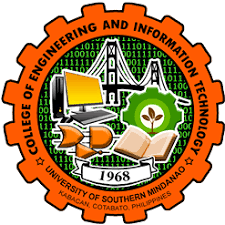 COLLEGE OF ENGINEERING AND INFORMATION TECHNOLOGY
1968
UNIVERSITY OF SOUTHERN MINDANAO
KABACAN, COTABATO, PHILIPPINES